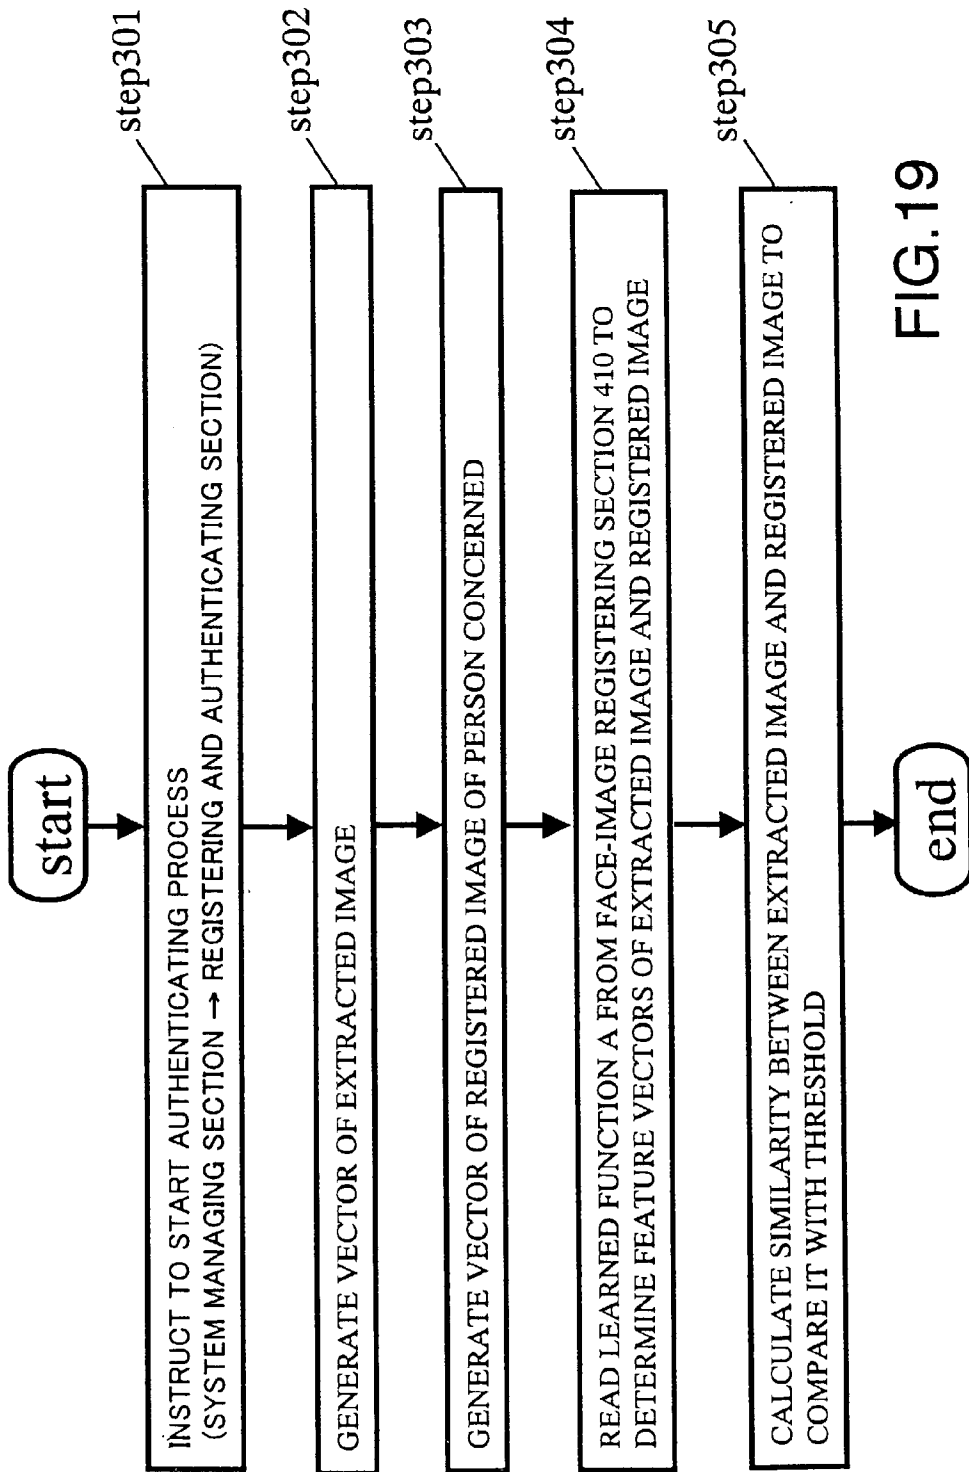 start
step301
INSTRUCT TO START AUTHENTICATING PROCESS
(SYSTEM MANAGING SECTION → REGISTERING AND AUTHENTICATING SECTION)
step302
GENERATE VECTOR OF EXTRACTED IMAGE
step303
GENERATE VECTOR OF REGISTERED IMAGE OF PERSON CONCERNED
step304
READ LEARNED FUNCTION A FROM FACE-IMAGE REGISTERING SECTION 410 TO
DETERMINE FEATURE VECTORS OF EXTRACTED IMAGE AND REGISTERED IMAGE
step305
CALCULATE SIMILARITY BETWEEN EXTRACTED IMAGE AND REGISTERED IMAGE TO
COMPARE IT WITH THRESHOLD
end
FIG.19